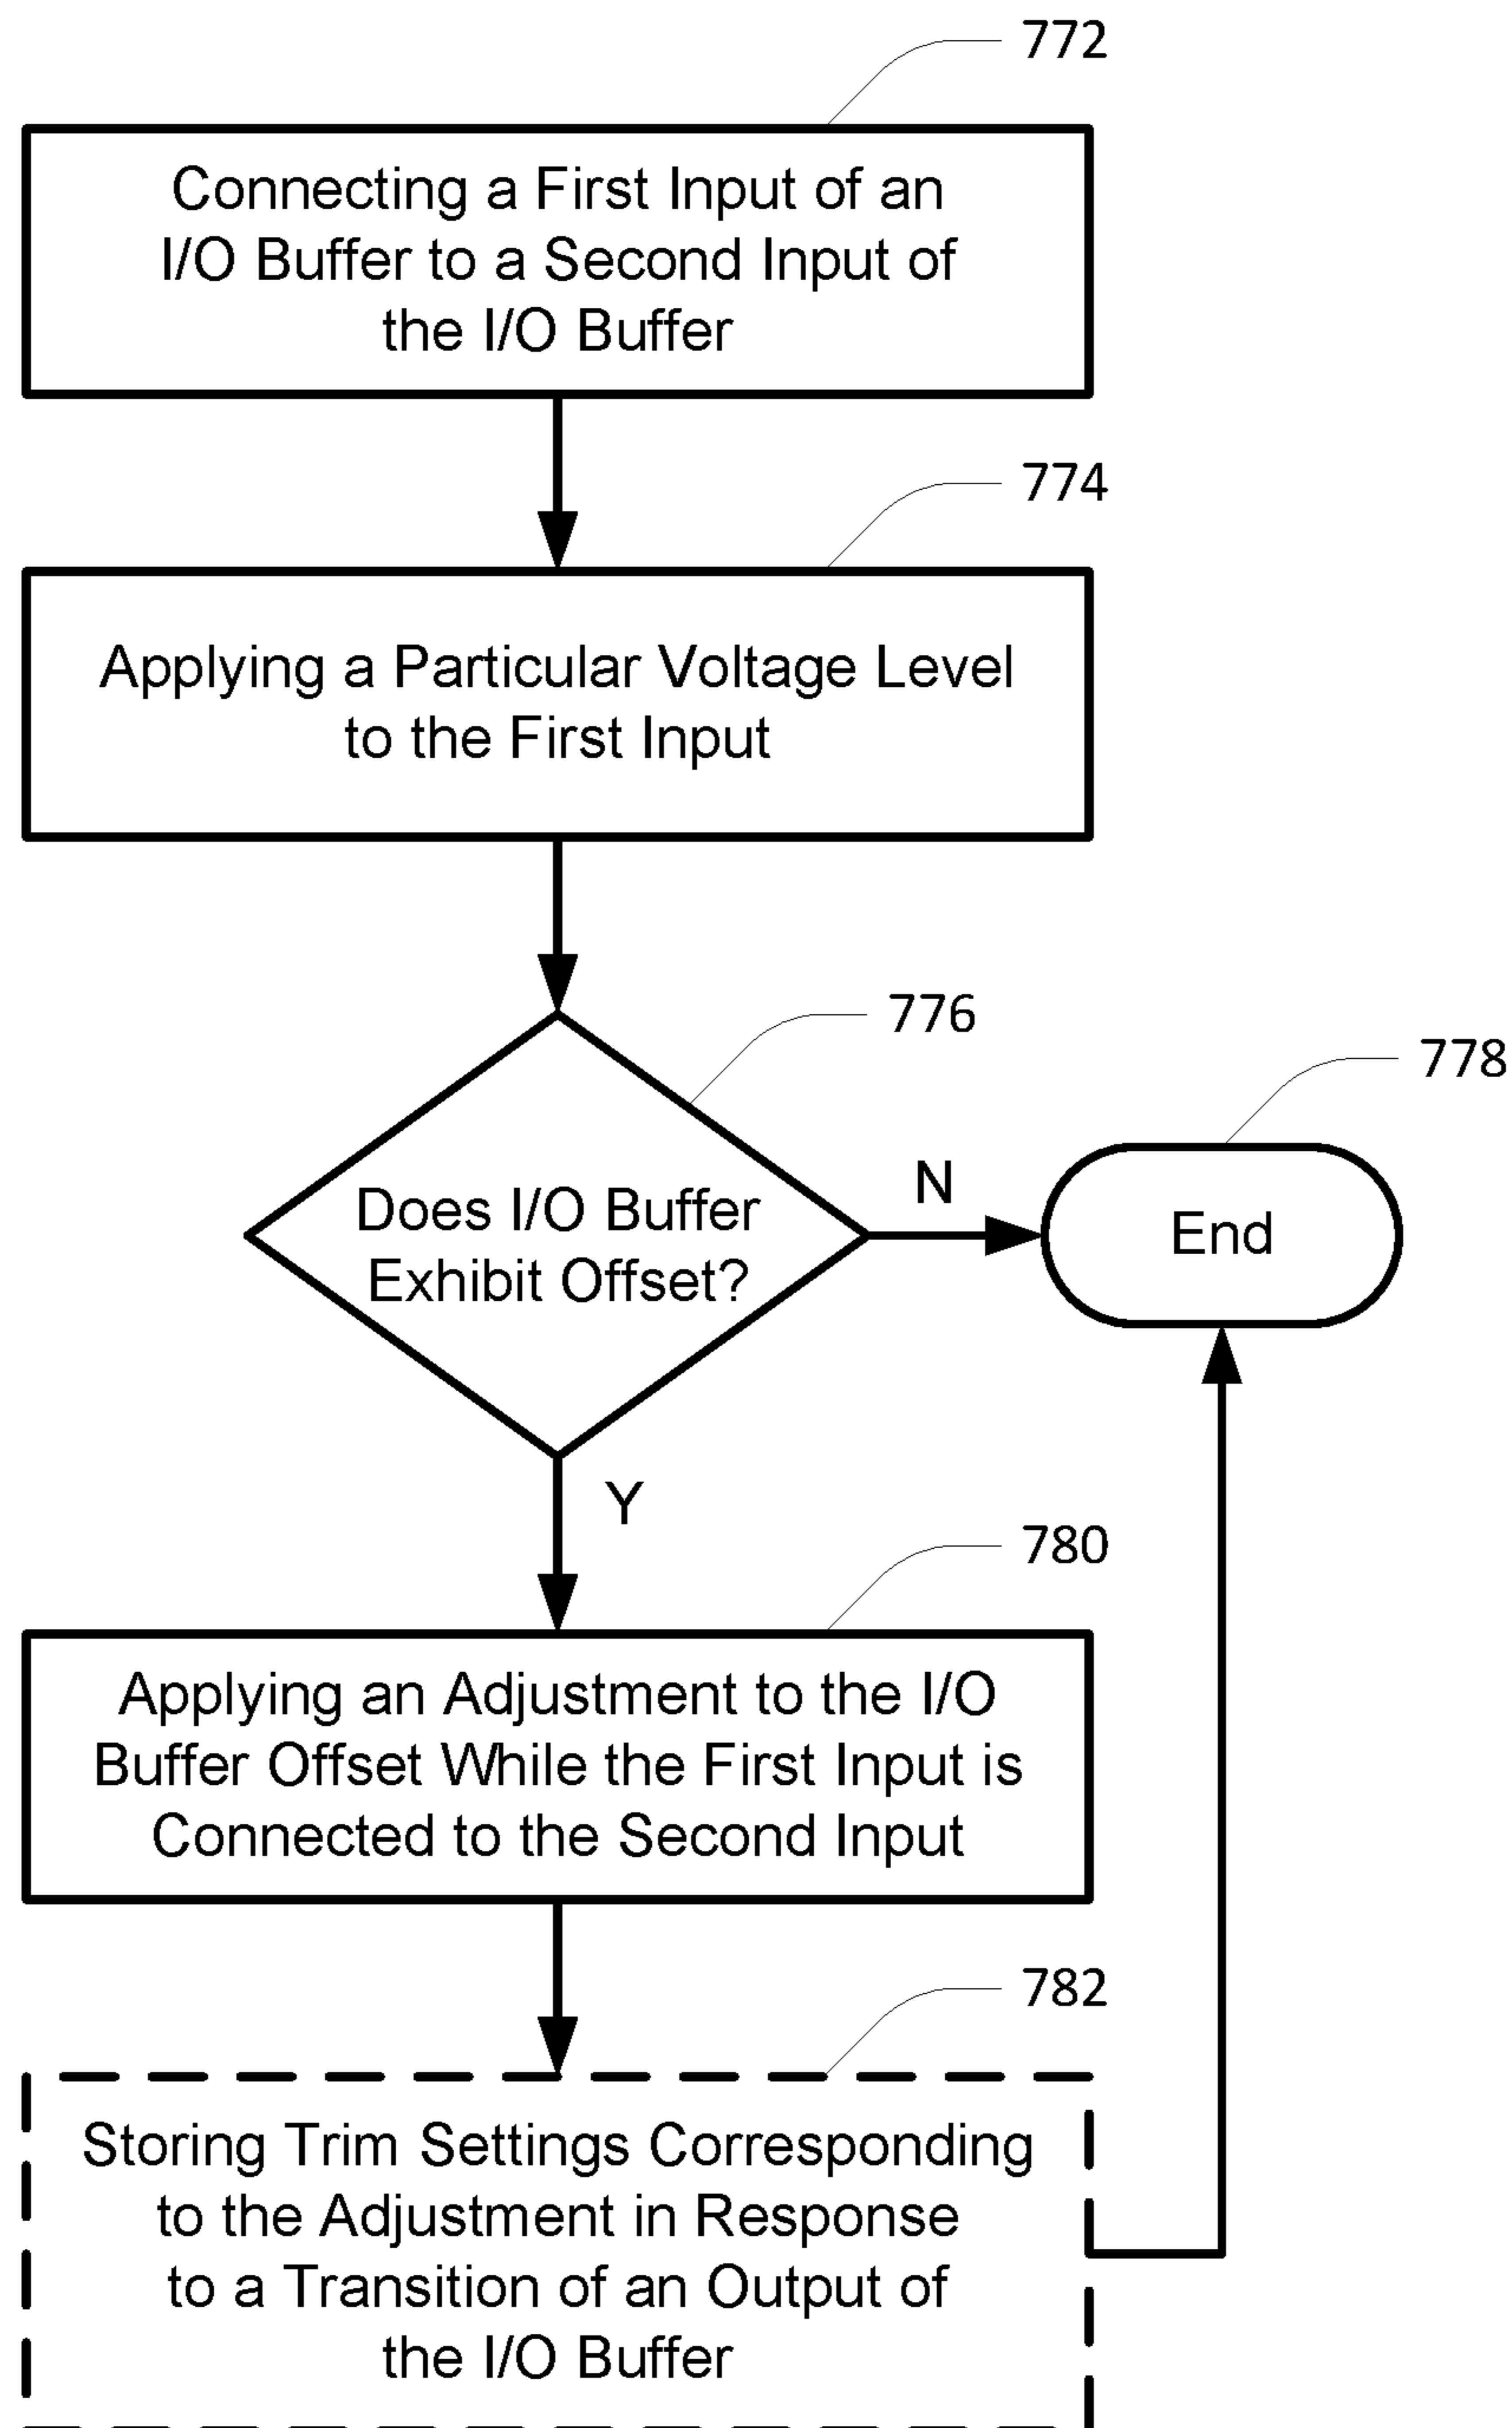 772
Connecting a First Input of an
I/O Buffer to a Second Input of
the I/O Buffer
774
Applying a Particular Voltage Level
to the First Input
776
778
Does I/O Buffer
Exhibit Offset?
N
End
Y
780
Applying an Adjustment to the I/O
Buffer Offset While the First Input is
Connected to the Second Input
782
Storing Trim Settings Corresponding
to the Adjustment in Response
to a Transition of an Output of
the I/O Buffer